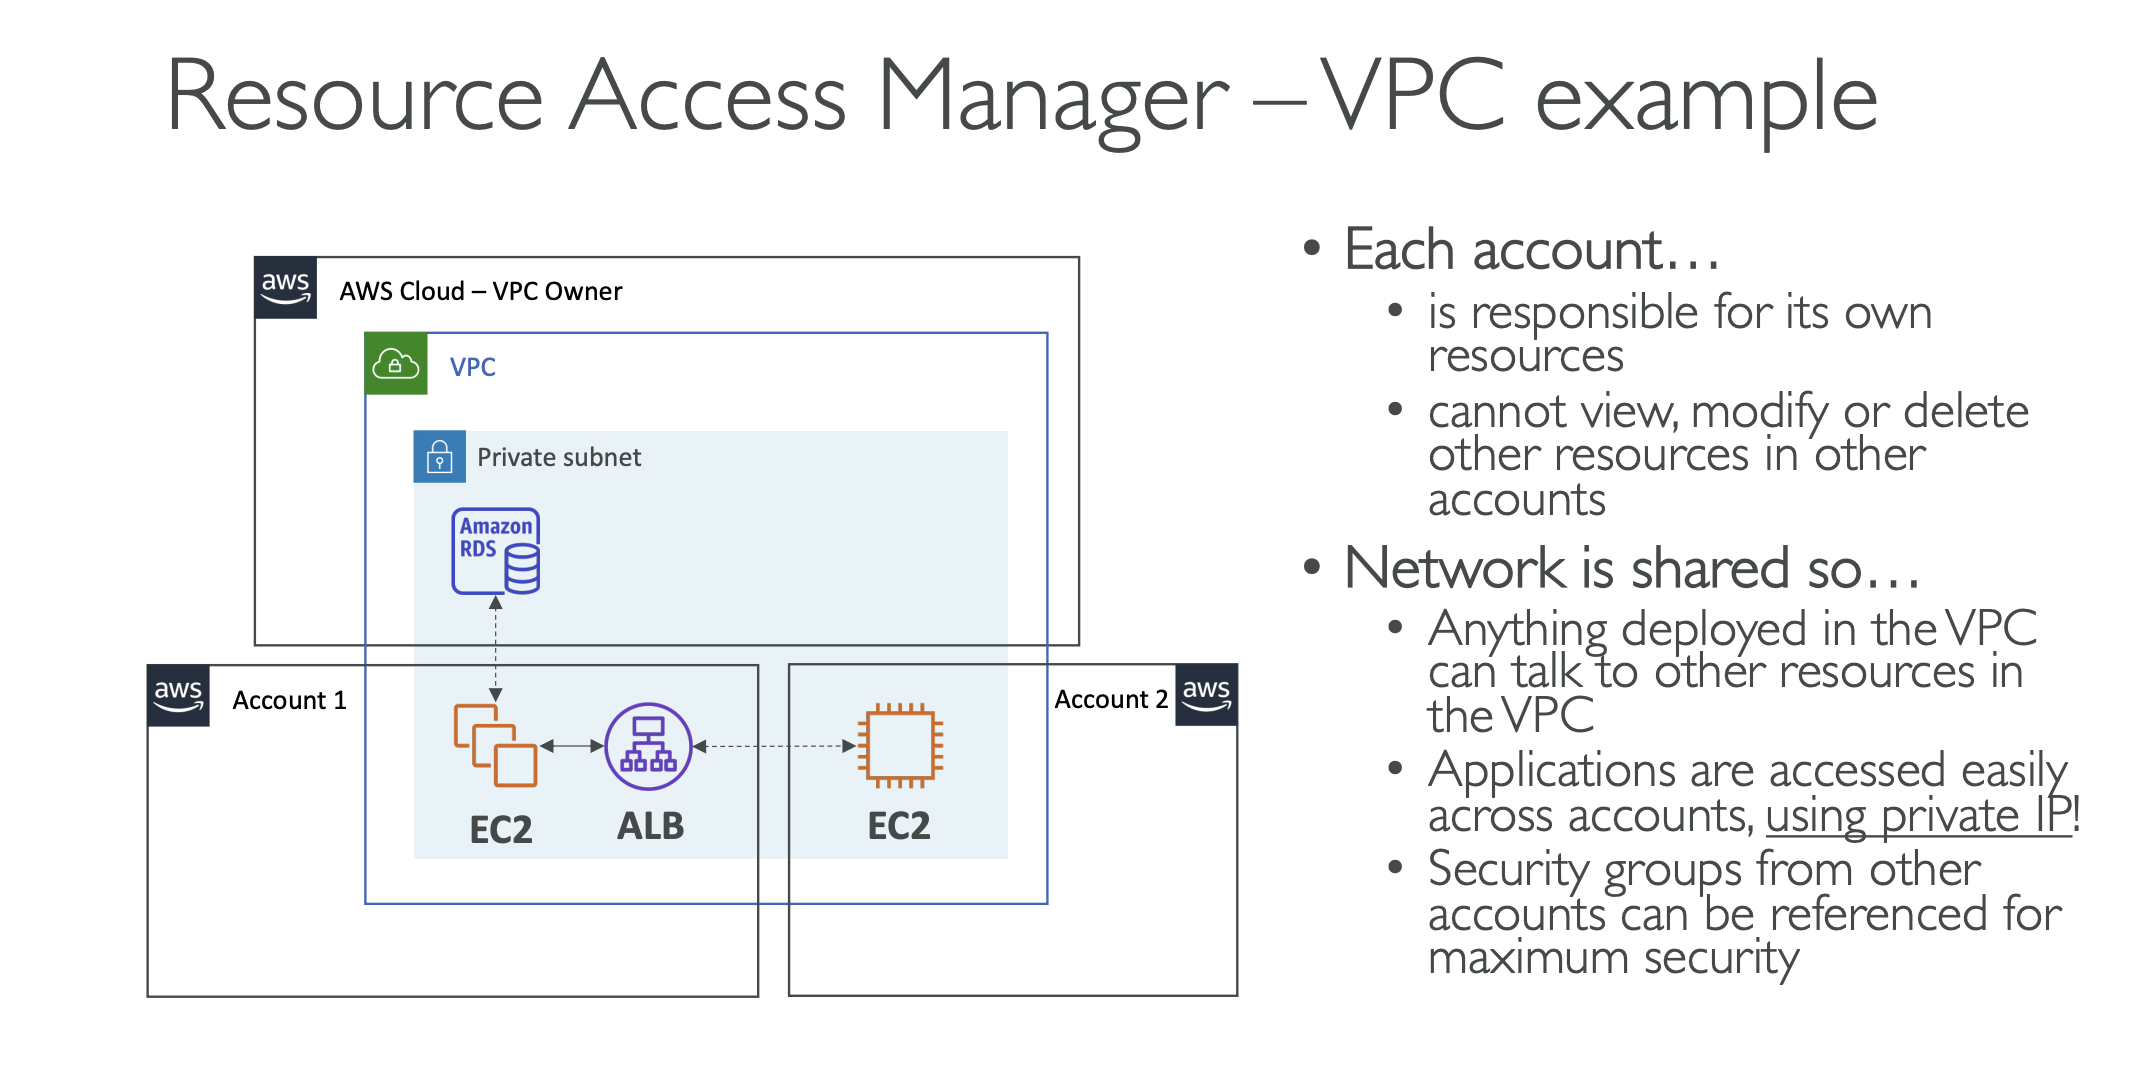 Resource Access Manager – VPC example
aws
AWS Cloud – VPC Owner
VPC
Private subnet
Amazon
RDS
aws
Account 1
Account 2
aws
EC2
ALB
EC2
• Each account…
• is responsible for its own
resources
• cannot view, modify or delete
other resources in other
accounts
• Network is shared so…
• Anything deployed in the VPC
can talk to other resources in
the VPC
• Applications are accessed easily
across accounts, using private IP!
• Security groups from other
accounts can be referenced for
maximum security